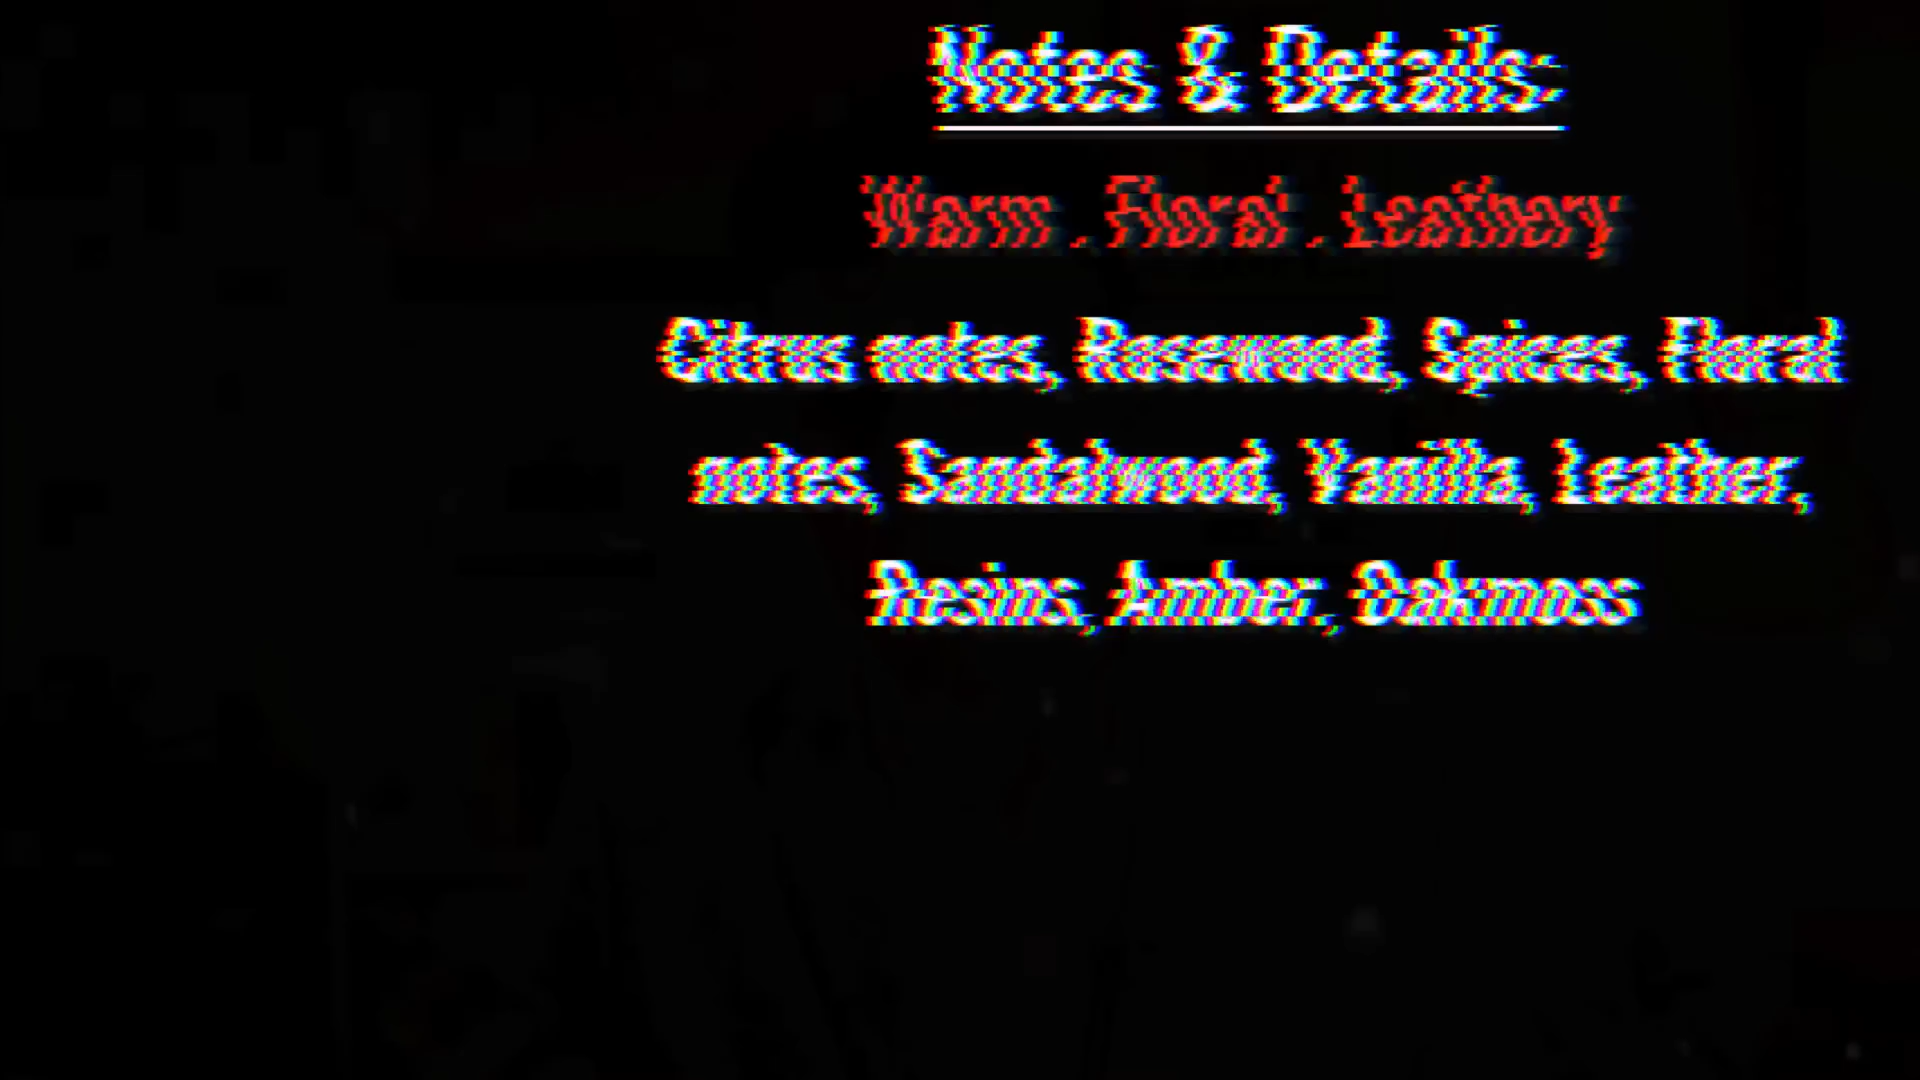 Notes & Details:
Warm , Floral , Leathery
Citrus notes, Rosewood, Spices, Floral
notes, Sandalwood, Vanilla, Leather,
Resins, Amber, Oakmoss